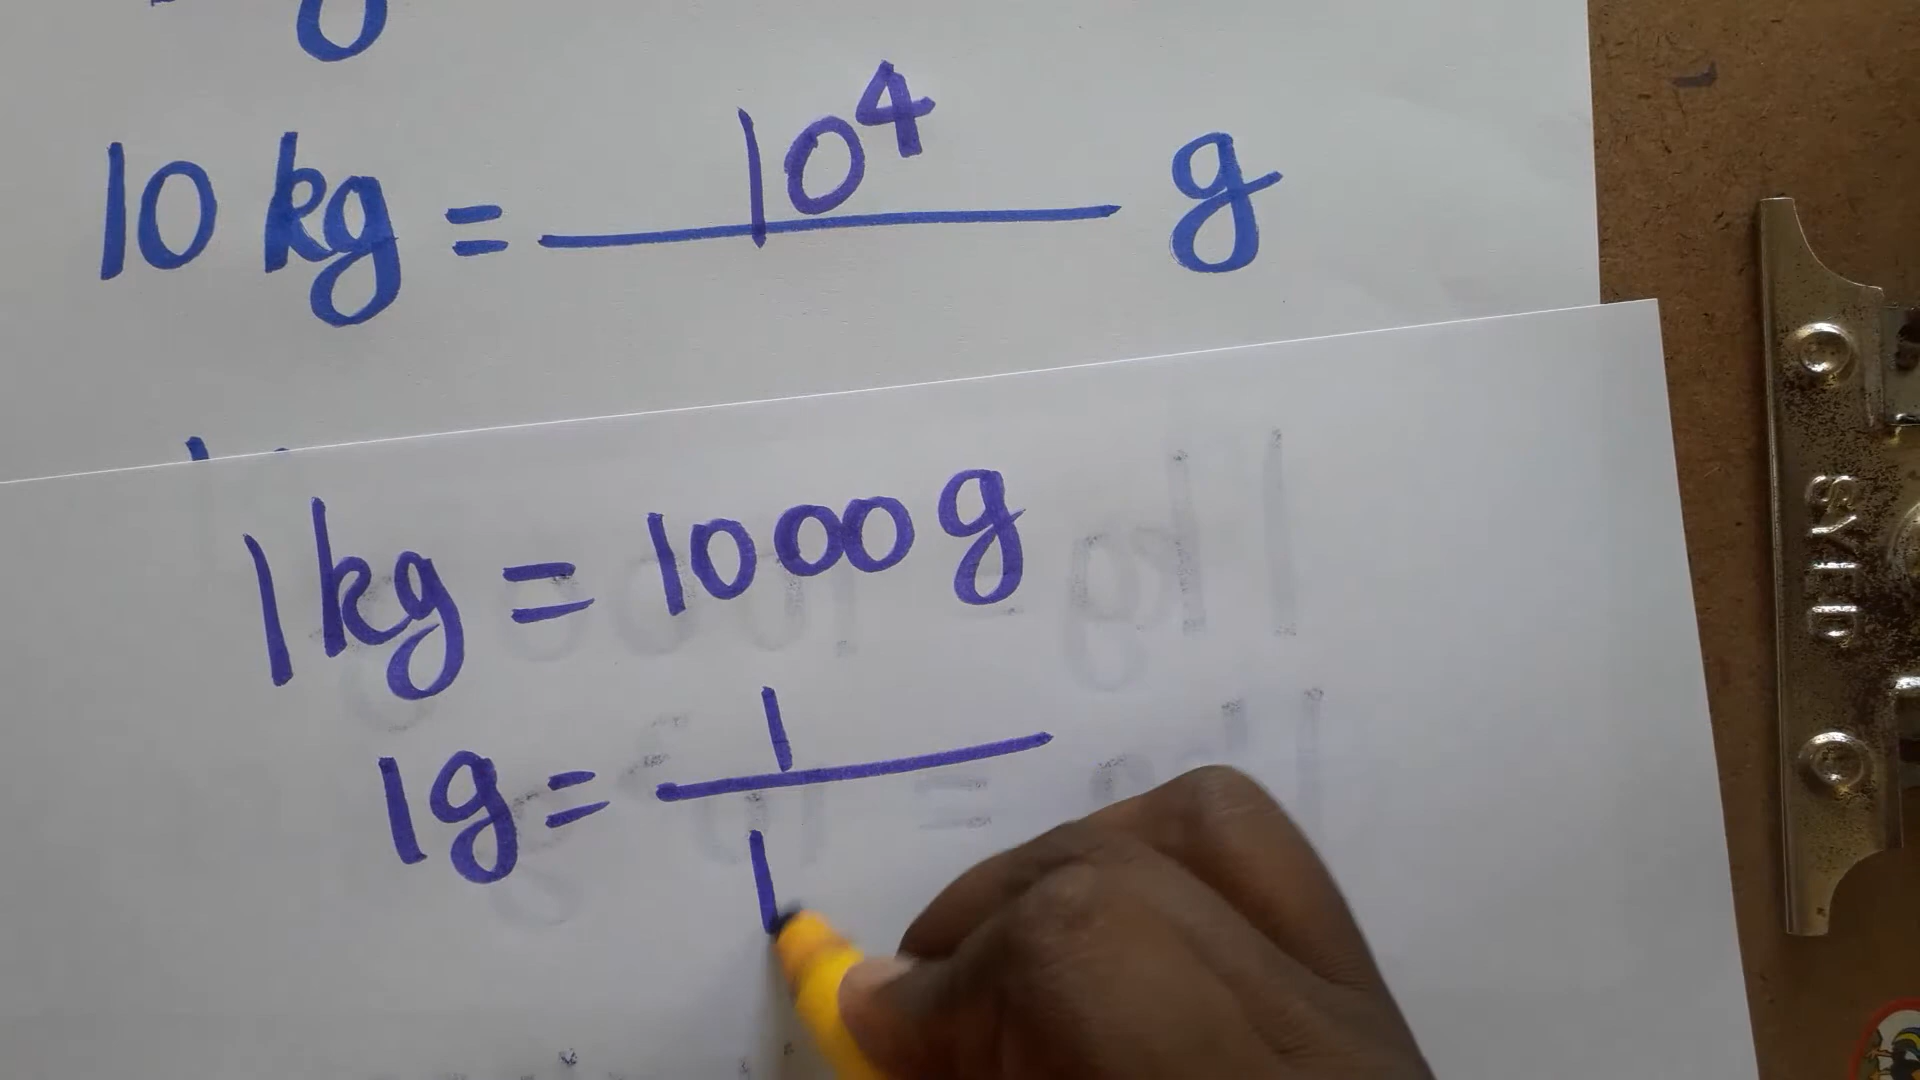 10 kg = 10⁴ g
1 kg = 1000 g
1g = 1/1